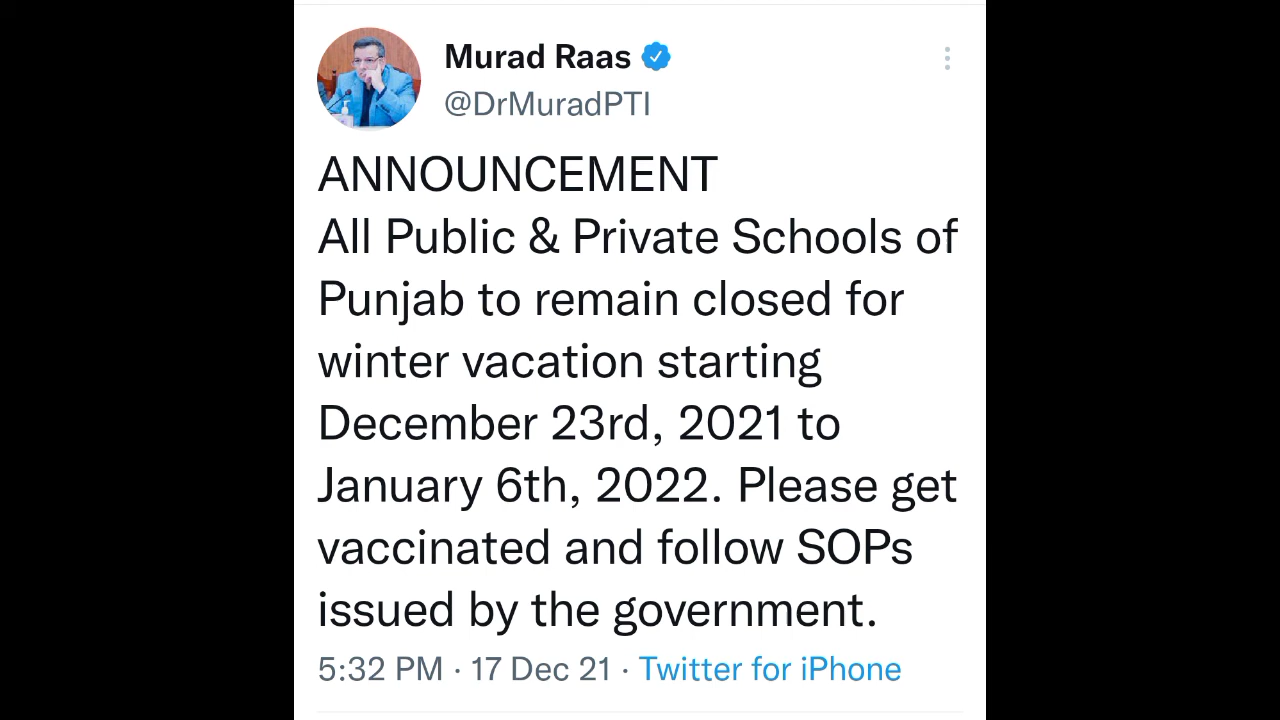 Murad Raas
@DrMuradPTI
ANNOUNCEMENT
All Public & Private Schools of
Punjab to remain closed for
winter vacation starting
December 23rd, 2021 to
January 6th, 2022. Please get
vaccinated and follow SOPs
issued by the government.
5:32 PM · 17 Dec 21 · Twitter for iPhone